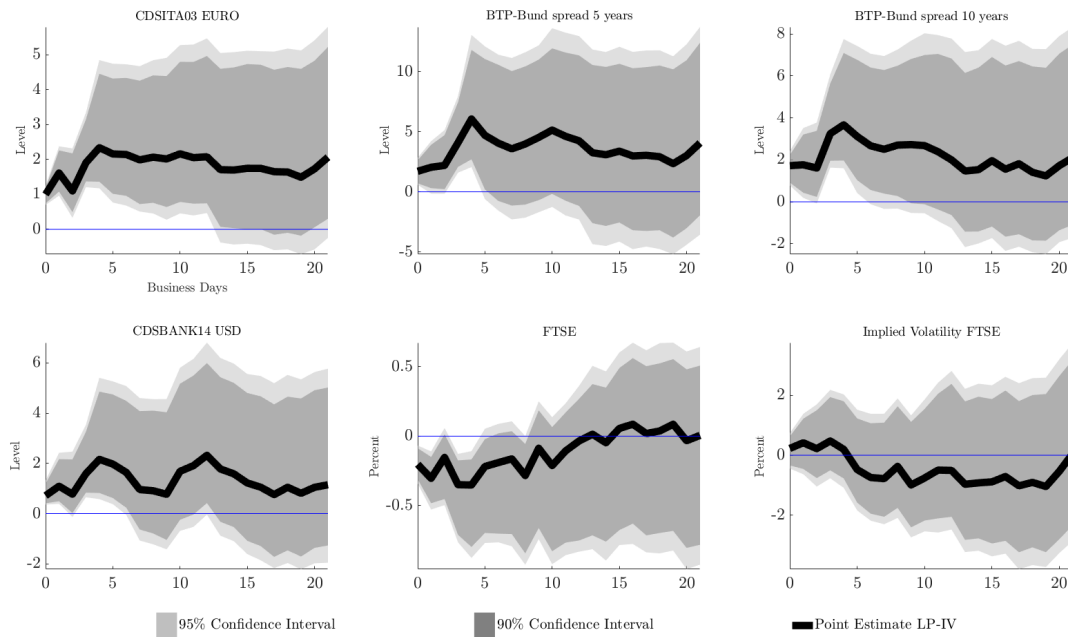 CDSITA03 EURO
Level
5
4
3
2
1
0
0 5 10 15 20
Business Days
BTP-Bund spread 5 years
Level
10
5
0
-5
0 5 10 15 20
BTP-Bund spread 10 years
Level
8
6
4
2
0
-2
0 5 10 15 20
CDSBANK14 USD
Level
6
4
2
0
-2
0 5 10 15 20
FTSE
Percent
0.5
0
-0.5
0 5 10 15 20
Implied Volatility FTSE
Percent
2
0
-2
0 5 10 15 20
95% Confidence Interval
90% Confidence Interval
Point Estimate LP-IV